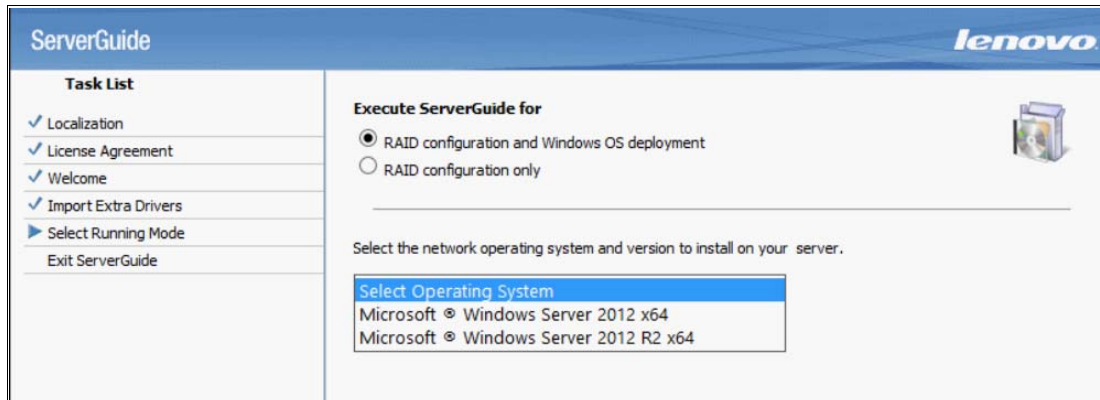 ServerGuide
lenovo
Task List
Localization
License Agreement
Welcome
Import Extra Drivers
Select Running Mode
Exit ServerGuide
Execute ServerGuide for
RAID configuration and Windows OS deployment
RAID configuration only
Select the network operating system and version to install on your server.
Select Operating System
Microsoft ® Windows Server 2012 x64
Microsoft ® Windows Server 2012 R2 x64